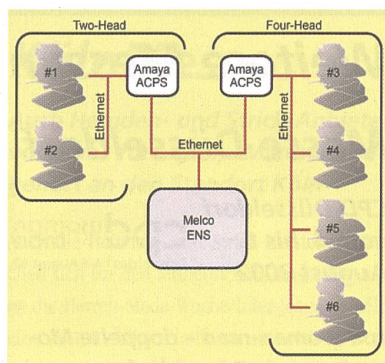 Two-Head
Four-Head
#1
Amaya
ACPS
Amaya
ACPS
#3
Ethernet
Ethernet
#2
Ethernet
#4
Melco
ENS
#5
#6